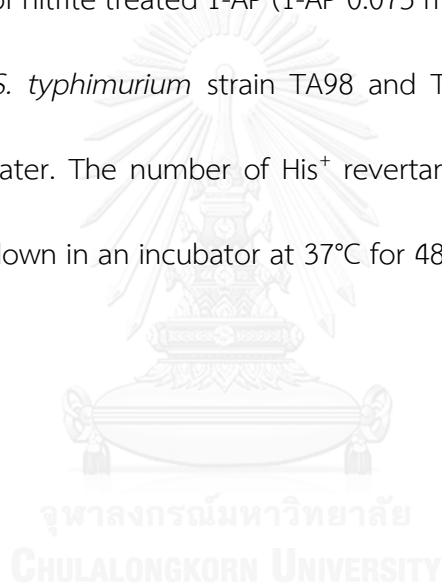 of nitrite treated 1-AP (1-AP 0.075 m
S. typhimurium strain TA98 and T
ater. The number of His⁺ revertan
down in an incubator at 37°C for 48
จุฬาลงกรณ์มหาวิทยาลัย
CHULALONGKORN UNIVERSITY